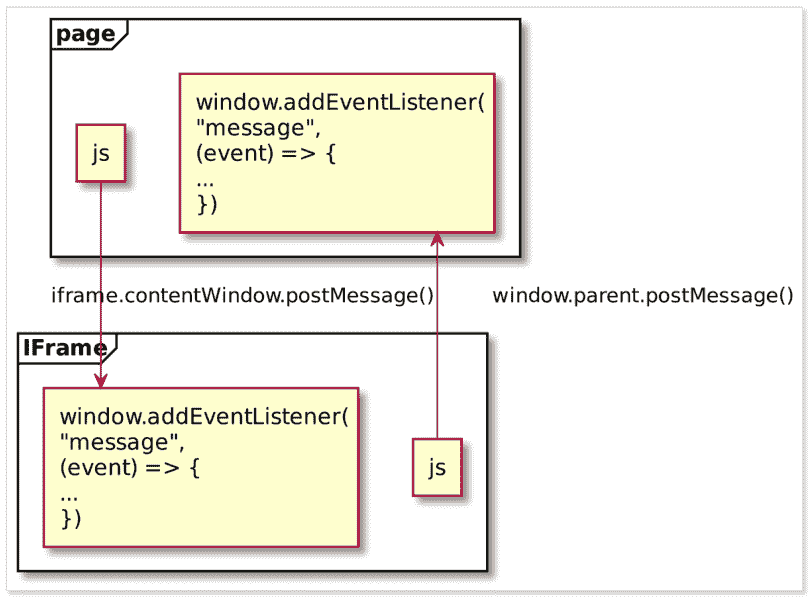 page
window.addEventListener(
"message",
(event) => {
...
})
js
iframe.contentWindow.postMessage()
window.parent.postMessage()
IFrame
window.addEventListener(
"message",
(event) => {
...
})
js